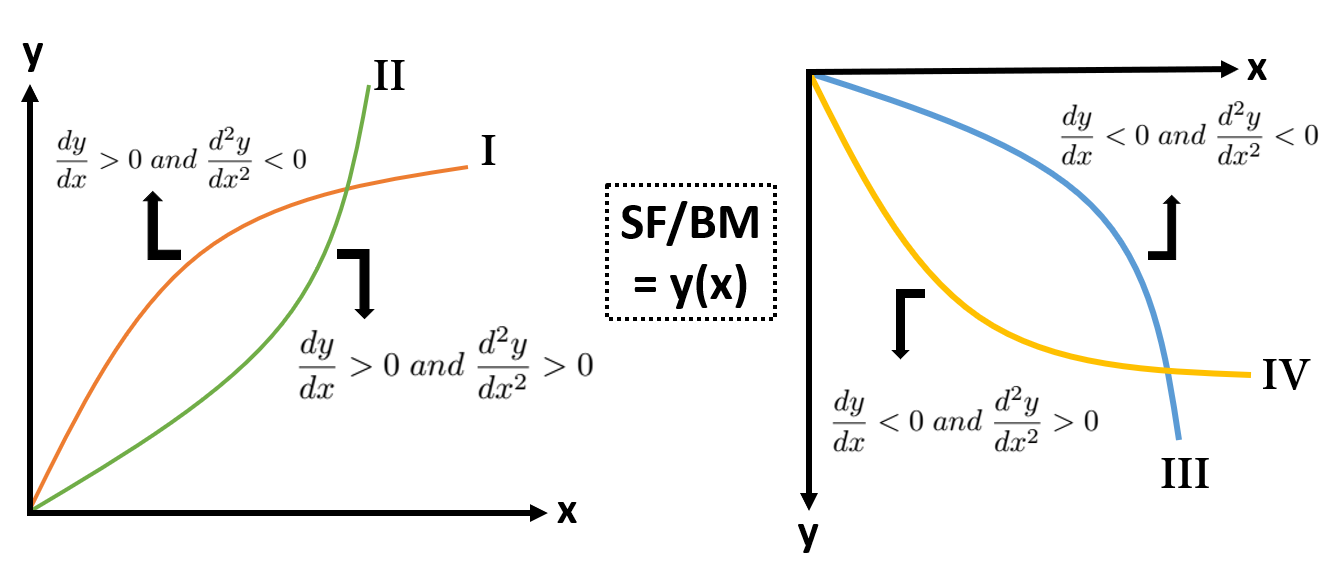 y
II
I
dy/dx > 0 and d²y/dx² < 0
dy/dx > 0 and d²y/dx² > 0
x
SF/BM
= y(x)
x
dy/dx < 0 and d²y/dx² < 0
IV
dy/dx < 0 and d²y/dx² > 0
III
y